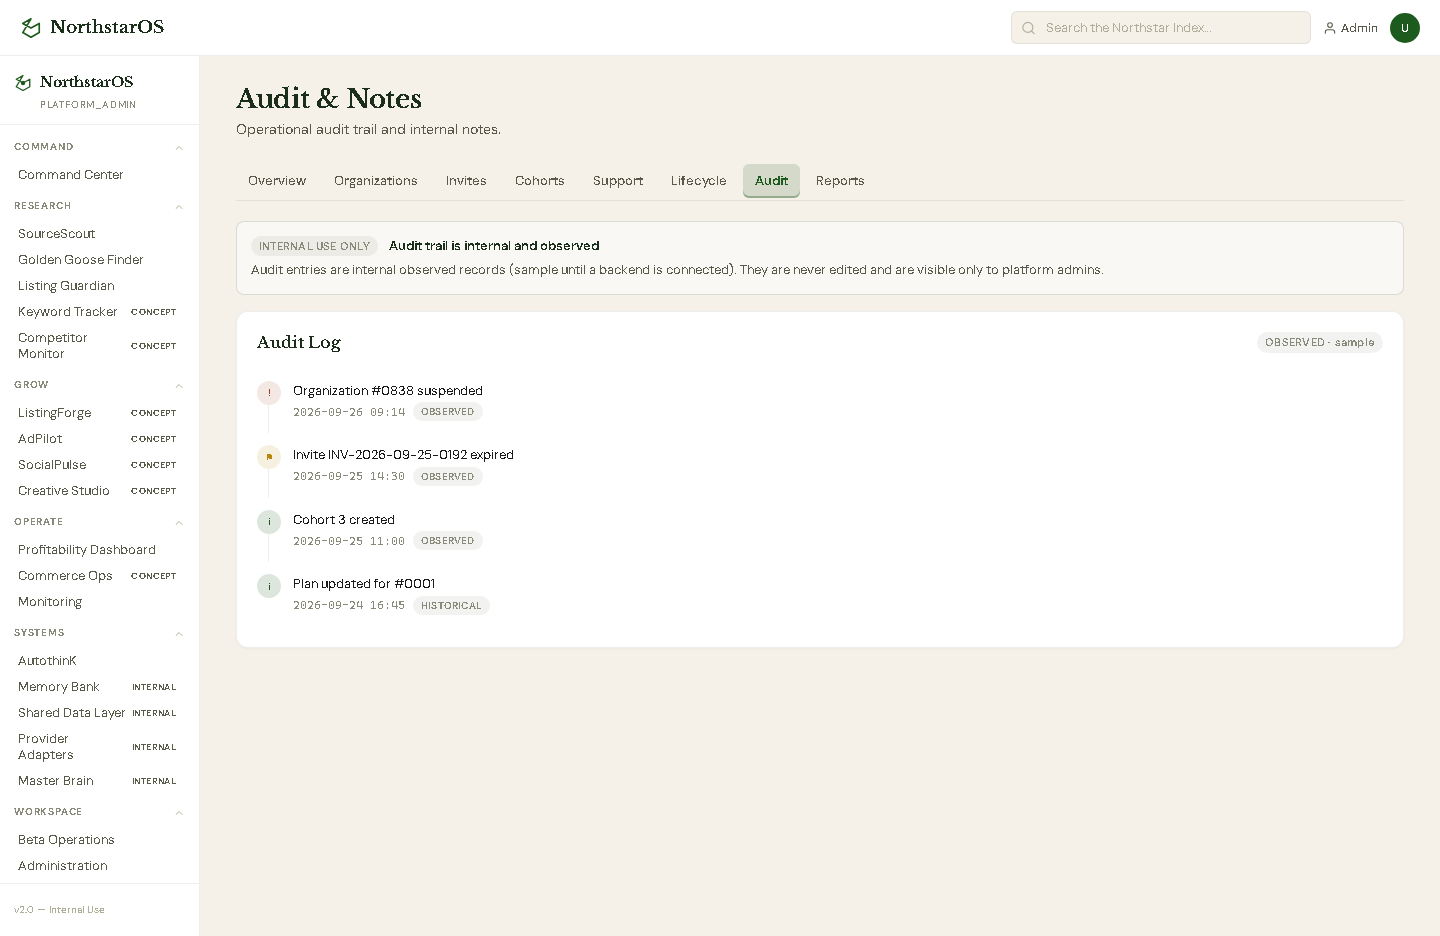 NorthstarOS
Search the Northstar Index...
Admin
U
NorthstarOS
PLATFORM_ADMIN
COMMAND
Command Center
RESEARCH
SourceScout
Golden Goose Finder
Listing Guardian
Keyword Tracker CONCEPT
Competitor
Monitor CONCEPT
GROW
ListingForge CONCEPT
AdPilot CONCEPT
SocialPulse CONCEPT
Creative Studio CONCEPT
OPERATE
Profitability Dashboard
Commerce Ops CONCEPT
Monitoring
SYSTEMS
AutothinK
Memory Bank INTERNAL
Shared Data Layer INTERNAL
Provider
Adapters INTERNAL
Master Brain INTERNAL
WORKSPACE
Beta Operations
Administration
v2.0 — Internal Use
Audit & Notes
Operational audit trail and internal notes.
Overview Organizations Invites Cohorts Support Lifecycle Audit Reports
INTERNAL USE ONLY Audit trail is internal and observed
Audit entries are internal observed records (sample until a backend is connected). They are never edited and are visible only to platform admins.
Audit Log OBSERVED · sample
! Organization #0838 suspended
2026-09-26 09:14 OBSERVED
Invite INV-2026-09-25-0192 expired
2026-09-25 14:30 OBSERVED
i Cohort 3 created
2026-09-25 11:00 OBSERVED
i Plan updated for #0001
2026-09-24 16:45 HISTORICAL